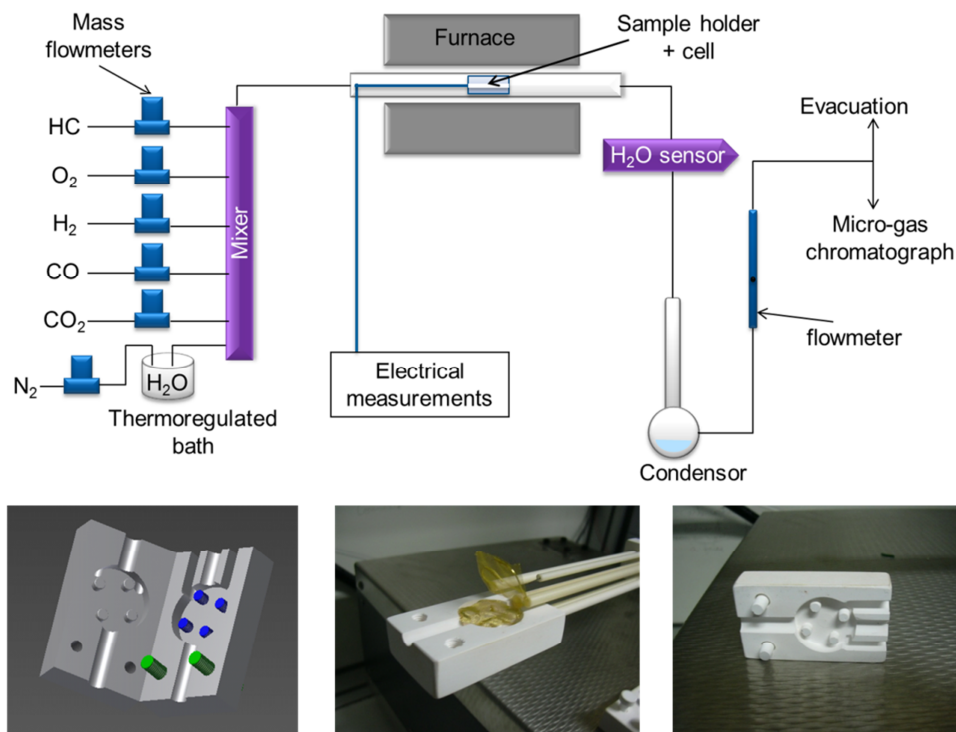 Mass
flowmeters
Furnace
Sample holder
+ cell
HC
O₂
H₂
CO
CO₂
N₂
H₂O
Thermoregulated
bath
Mixer
Electrical
measurements
H₂O sensor
Condensor
Evacuation
Micro-gas
chromatograph
flowmeter